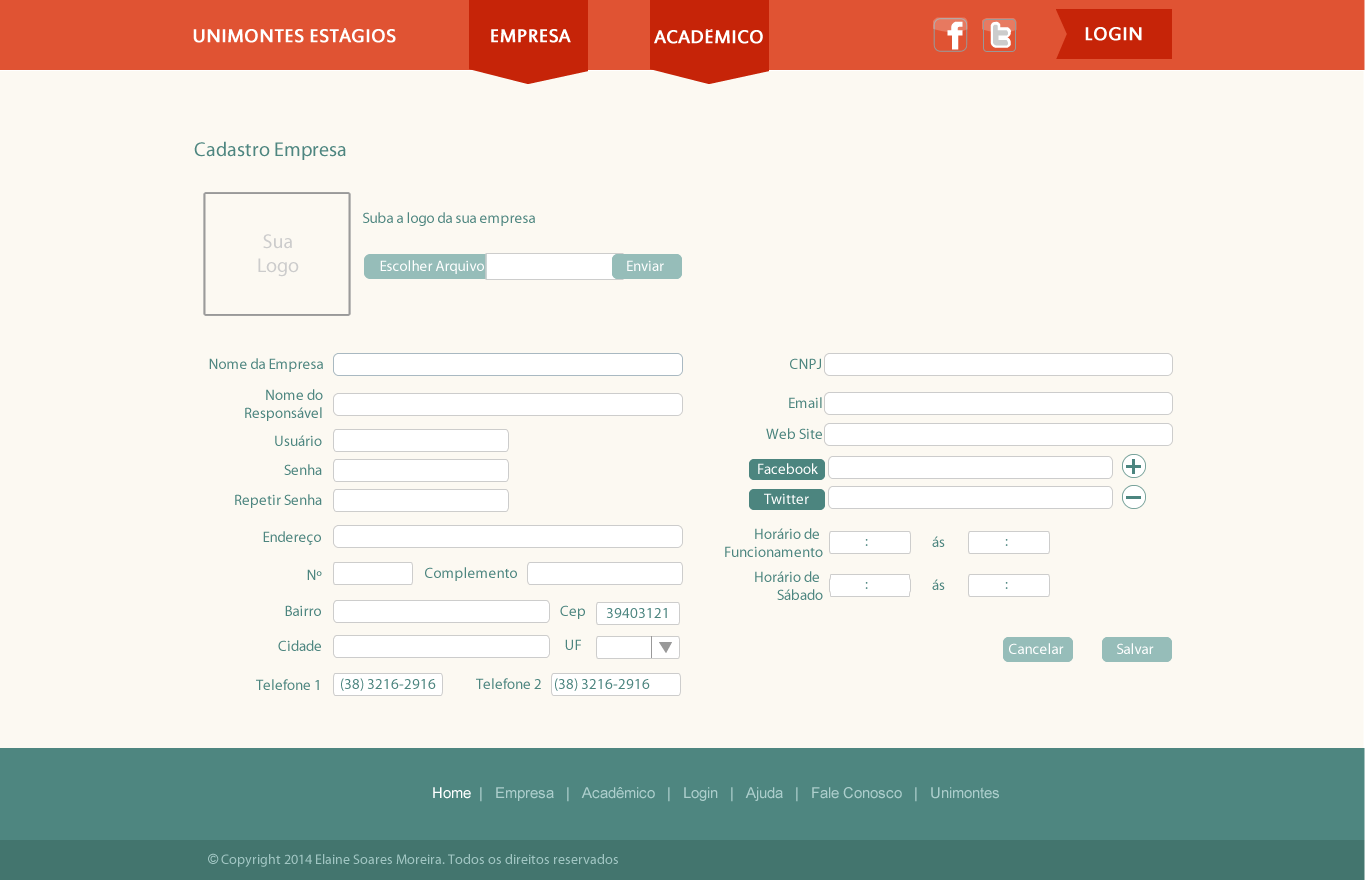 UNIMONTES ESTAGIOS EMPRESA ACADEMICO LOGIN
Cadastro Empresa
Sua
Logo
Suba a logo da sua empresa
Escolher Arquivo Enviar
Nome da Empresa
Nome do
Responsável
Usuário
Senha
Repetir Senha
Endereço
Nº Complemento
Bairro Cep 39403121
Cidade UF
Telefone 1 (38) 3216-2916 Telefone 2 (38) 3216-2916
CNPJ
Email
Web Site
Facebook
Twitter
Horário de
Funcionamento : ás :
Horário de
Sábado : ás :
Cancelar Salvar
Home | Empresa | Acadêmico | Login | Ajuda | Fale Conosco | Unimontes
© Copyright 2014 Elaine Soares Moreira. Todos os direitos reservados